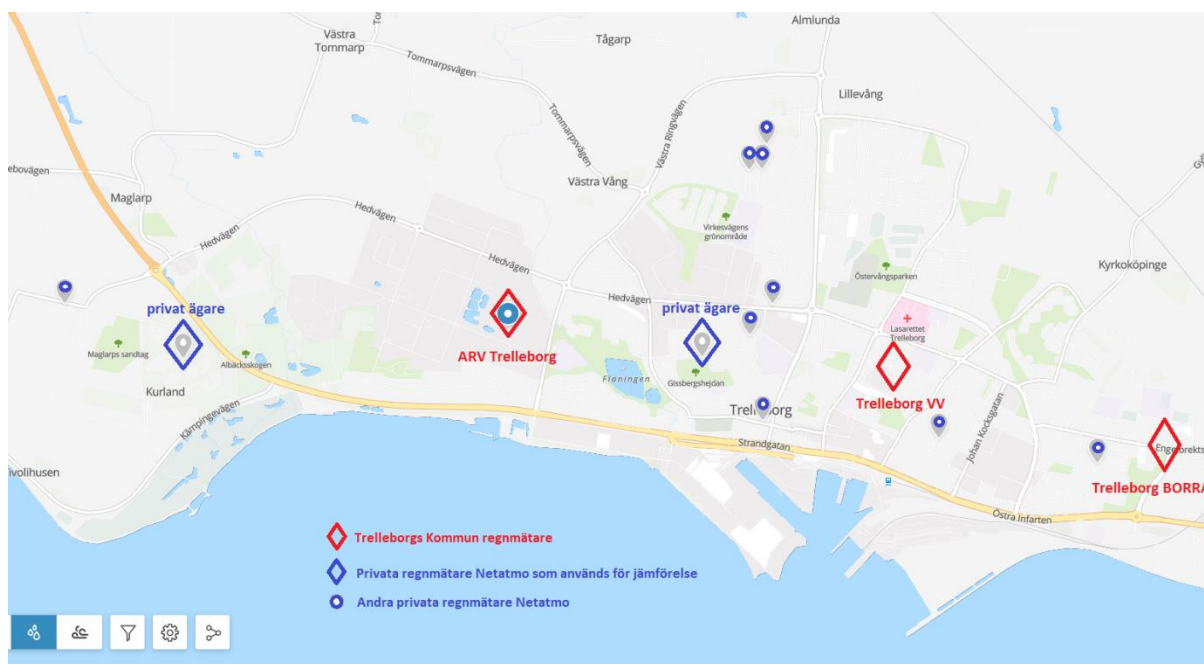 Almlunda
Västra
Tommarp
Tågarp
Tommarpsvägen
Lillevång
Tommarpsvägen
Västra Ringvägen
ebovägen
Västra Vång
Maglarp
Hedvägen
Virkesvägens
grünområde
Hedvägen
Östervångsparken
Kyrkoköpinge
Hedvägen
Hedvägen
privat ägare
privat ägare
Lasarettet
Trelleborg
Maglarps sandtag
Albäcksskogen
ARV Trelleborg
Kurland
Flaningen
Gissbergshejdan
Trelleborg VV
Kämpingevägen
Strandgatan
Johan Kocksgatan
Engelbrektsg
ivolihusen
Trelleborg BORRA
Östra Infarten
Trelleborgs Kommun regnmätare
Privata regnmätare Netatmo som används för jämförelse
Andra privata regnmätare Netatmo